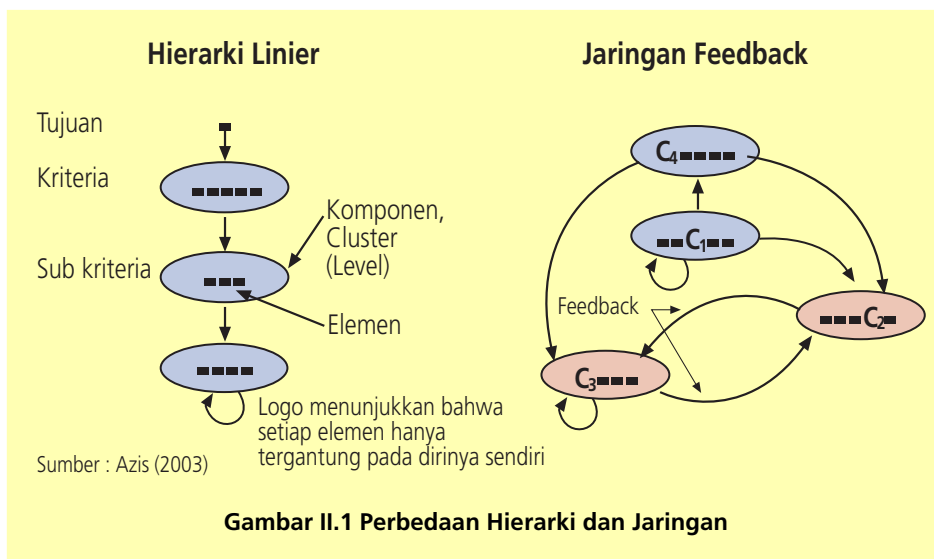 Hierarki Linier
Tujuan
Kriteria
Sub kriteria
Komponen,
Cluster
(Level)
Elemen
Logo menunjukkan bahwa
setiap elemen hanya
tergantung pada dirinya sendiri
Sumber : Azis (2003)
Jaringan Feedback
C4
C1
Feedback
C2
C3
Gambar II.1 Perbedaan Hierarki dan Jaringan